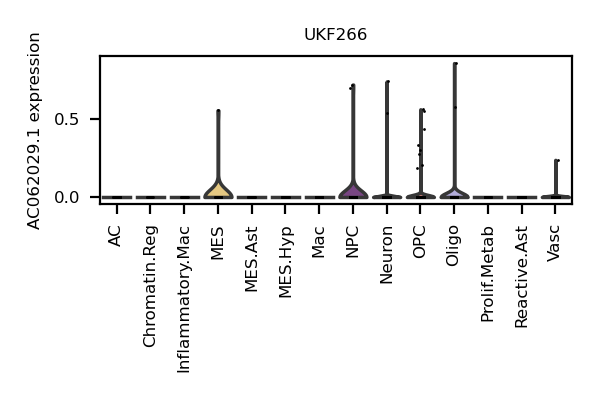 UKF266
AC062029.1 expression
0.5
0.0
AC
Chromatin.Reg
Inflammatory.Mac
MES
MES.Ast
MES.Hyp
Mac
NPC
Neuron
OPC
Oligo
Prolif.Metab
Reactive.Ast
Vasc